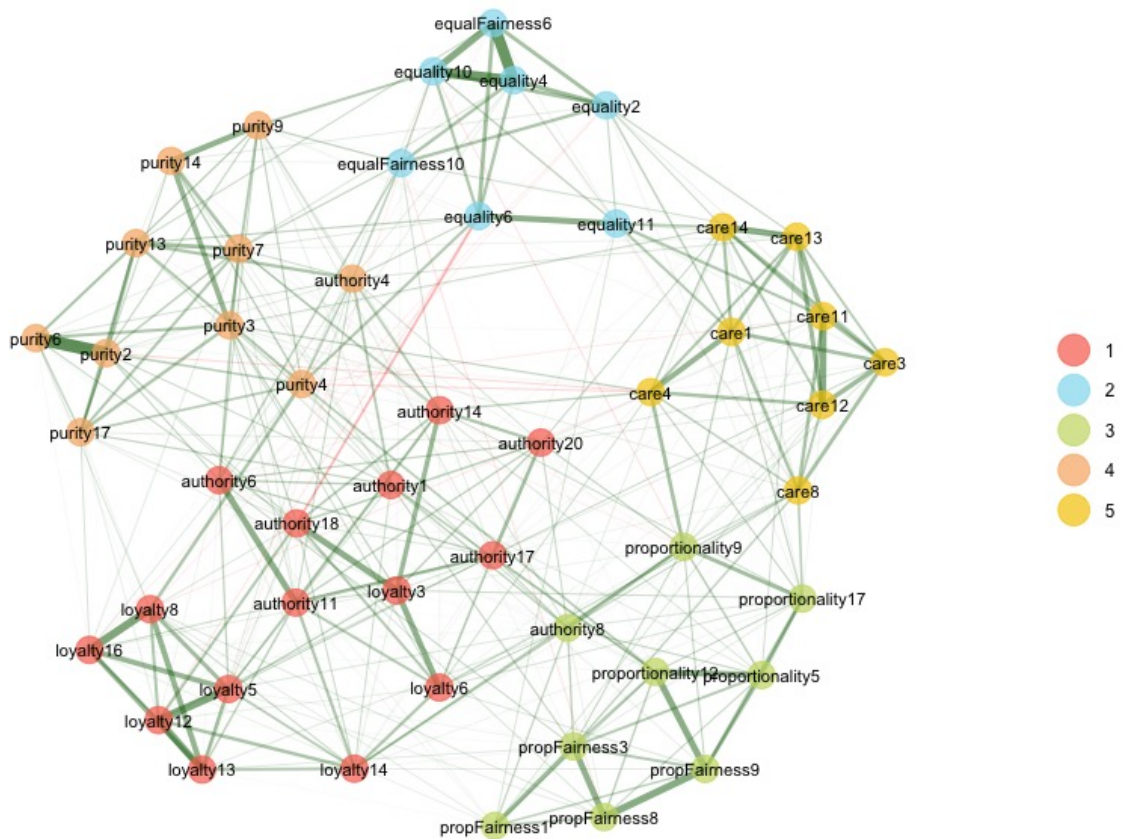 equalFairness6
equality10
equality4
equality2
purity9
purity14
equalFairness10
equality6
equality11
care14
care13
purity13
purity7
authority4
care11
purity3
care1
purity6
purity2
care3
1
purity4
care4
care12
2
authority14
purity17
authority20
3
authority6
authority1
care8
4
authority18
5
authority17
proportionality9
loyalty3
loyalty8
authority11
proportionality17
authority8
loyalty16
proportionality12
proportionality5
loyalty5
loyalty6
loyalty12
propFairness3
loyalty13
loyalty14
propFairness9
propFairness1
propFairness8